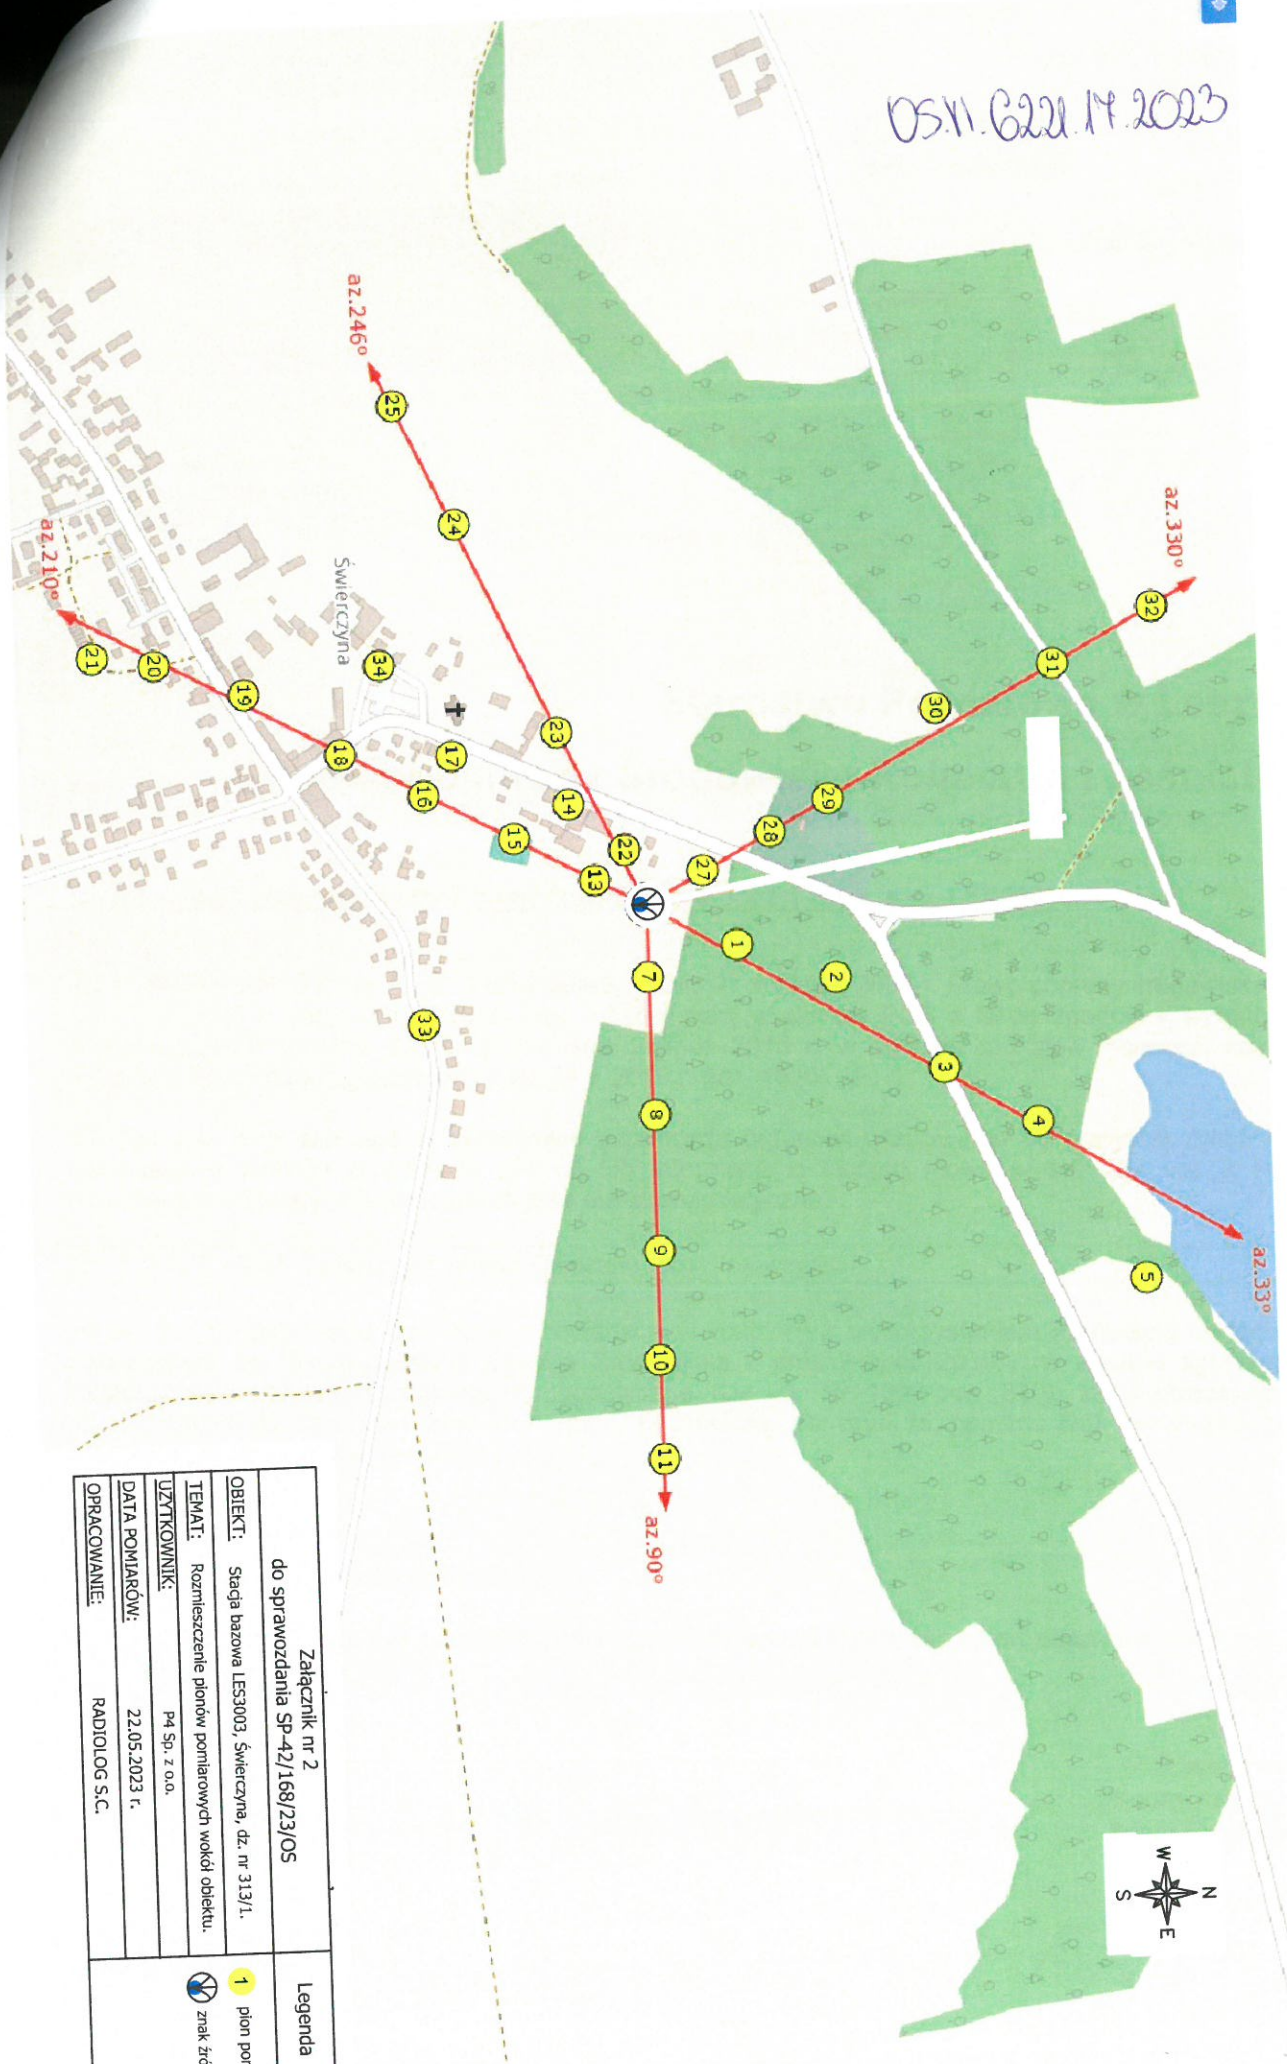 OS.VI.6221.17.2023
az.330°
az.33°
az.246°
az.210°
az.90°
32
31
30
29
28
27
1
2
3
4
5
25
24
23
22
14
13
15
16
17
18
19
20
21
34
33
7
8
9
10
11
Świerczyna
N
W
E
S
Załącznik nr 2
do sprawozdania SP-42/168/23/OS
OBIEKT: Stacja bazowa LES3003, Świerczyna, dz. nr 313/1.
TEMAT: Rozmieszczenie pionów pomiarowych wokół obiektu.
UŻYTKOWNIK: P4 Sp. z o.o.
DATA POMIARÓW: 22.05.2023 r.
OPRACOWANIE: RADIOLOG S.C.
Legenda
1 pion
znak